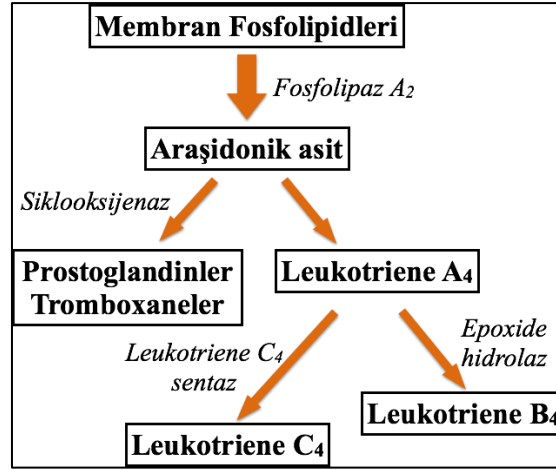 Membran Fosfolipidleri
Fosfolipaz A₂
Araşidonik asit
Siklooksijenaz
Prostoglandinler
Tromboxaneler
Leukotriene A₄
Leukotriene C₄
sentaz
Epoxide
hidrolaz
Leukotriene B₄
Leukotriene C₄